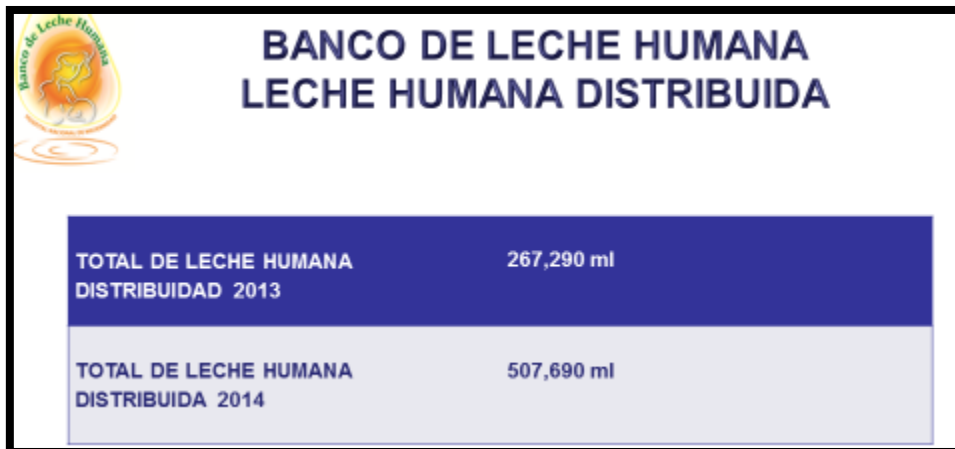 Banco de Leche Humana
BANCO DE LECHE HUMANA
LECHE HUMANA DISTRIBUIDA
TOTAL DE LECHE HUMANA
DISTRIBUIDAD 2013
267,290 ml
TOTAL DE LECHE HUMANA
DISTRIBUIDA 2014
507,690 ml